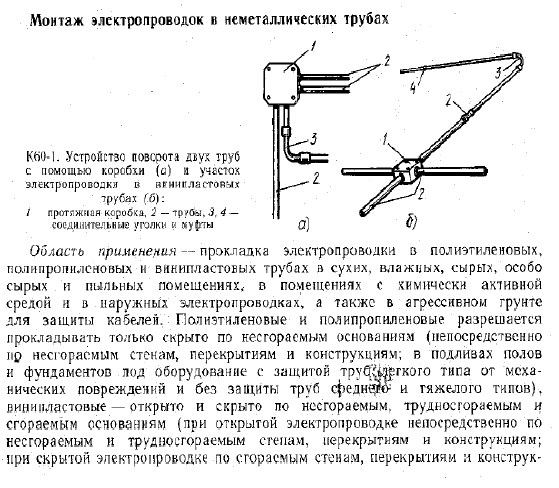 Монтаж электропроводок в неметаллических трубах
1
2
3
2
а)
4
3
2
1
2
б)
К60-1. Устройство поворота двух труб
с помощью коробки (а) и участок
электропроводки в винипластовых
трубах (б):
1 протяжная коробка, 2 — трубы, 3, 4 —
соединительные уголки и муфты
Область применения — прокладка электропроводки в полиэтиленовых,
полипропиленовых и винипластовых трубах в сухих, влажных, сырых, особо
сырых и пыльных помещениях, в помещениях с химически активной
средой и в наружных электропроводках, а также в агрессивном грунте
для защиты кабелей. Полиэтиленовые и полипропиленовые разрешается
прокладывать только скрыто по несгораемым основаниям (непосредственно
по несгораемым стенам, перекрытиям и конструкциям; в подливах полов
и фундаментов под оборудование с защитой труб легкого типа от меха-
нических повреждений и без защиты труб среднего и тяжелого типов),
винипластовые — открыто и скрыто по несгораемым, трудносгораемым и
сгораемым основаниям (при открытой электропроводке непосредственно по
несгораемым и трудносгораемым стенам, перекрытиям и конструкциям;
при скрытой электропроводке по сгораемым стенам, перекрытиям и конструк-